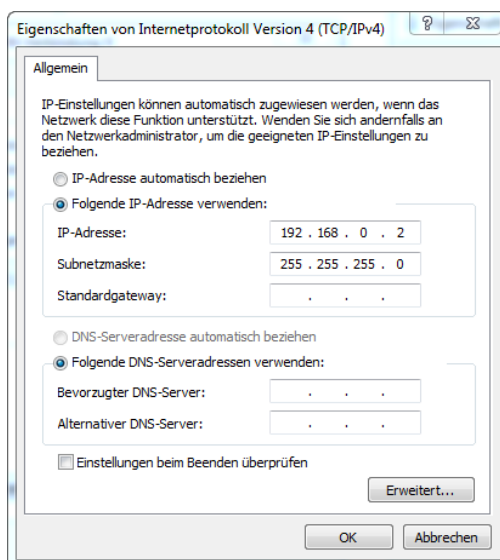 Eigenschaften von Internetprotokoll Version 4 (TCP/IPv4)
?
Allgemein
IP-Einstellungen können automatisch zugewiesen werden, wenn das
Netzwerk diese Funktion unterstützt. Wenden Sie sich andernfalls an
den Netzwerkadministrator, um die geeigneten IP-Einstellungen zu
beziehen.
IP-Adresse automatisch beziehen
Folgende IP-Adresse verwenden:
IP-Adresse: 192 . 168 . 0 . 2
Subnetzmaske: 255 . 255 . 255 . 0
Standardgateway: . . .
DNS-Serveradresse automatisch beziehen
Folgende DNS-Serveradressen verwenden:
Bevorzugter DNS-Server: . . .
Alternativer DNS-Server: . . .
Einstellungen beim Beenden überprüfen
Erweitert...
OK Abbrechen